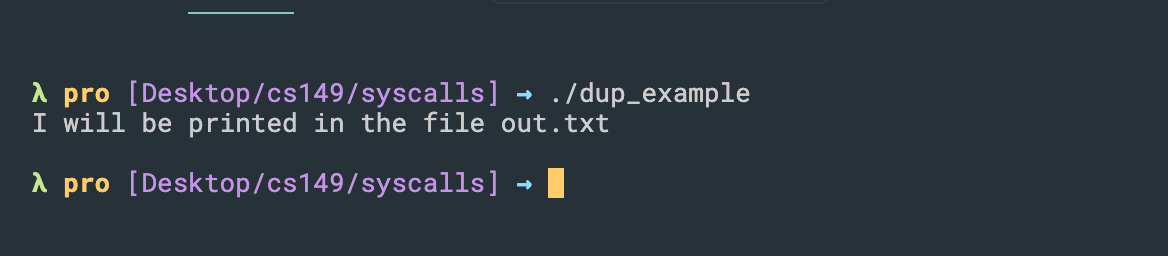 λ pro [Desktop/cs149/syscalls] → ./dup_example
I will be printed in the file out.txt
λ pro [Desktop/cs149/syscalls] →